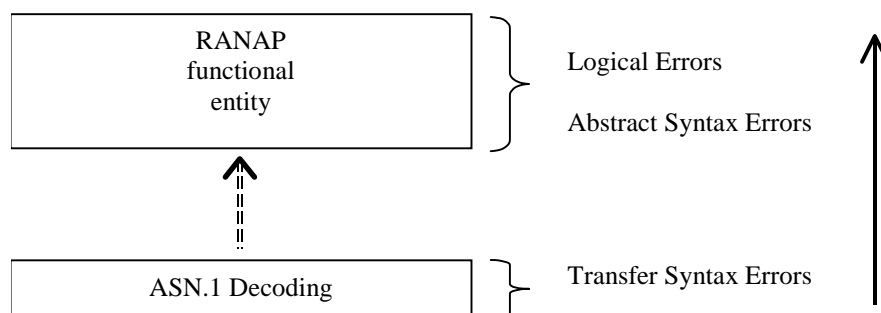 RANAP
functional
entity
Logical Errors
Abstract Syntax Errors
ASN.1 Decoding
Transfer Syntax Errors